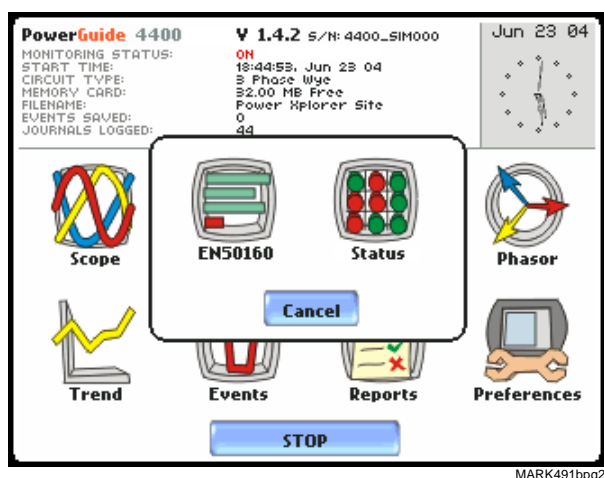 PowerGuide 4400 V 1.4.2 S/N: 4400_SIM000 Jun 23 04
MONITORING STATUS: ON
START TIME: 18:44:53, Jun 23 04
CIRCUIT TYPE: 3 Phase Wye
MEMORY CARD: 32.00 MB Free
FILENAME: Power Xplorer Site
EVENTS SAVED: 0
JOURNALS LOGGED: 44
EN50160 Status
Scope Phasor
Cancel
Trend Events Reports Preferences
STOP
MARK491bpg2